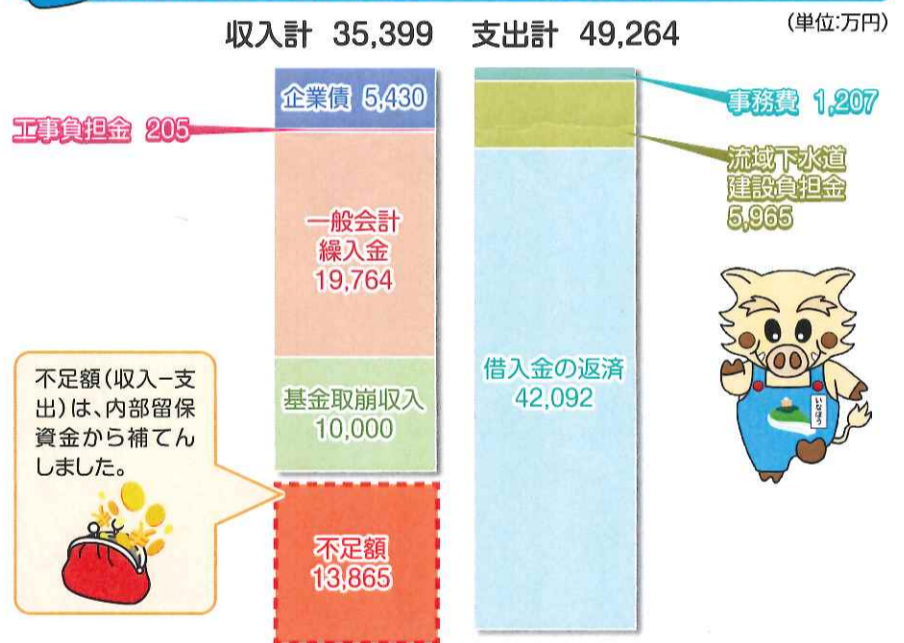 (単位:万円)
収入計 35,399
支出計 49,264
企業債 5,430
工事負担金 205
一般会計
繰入金
19,764
基金取崩収入
10,000
不足額
13,865
事務費 1,207
流域下水道
建設負担金
5,965
借入金の返済
42,092
不足額(収入−支
出)は、内部留保
資金から補てん
しました。
いなぼう